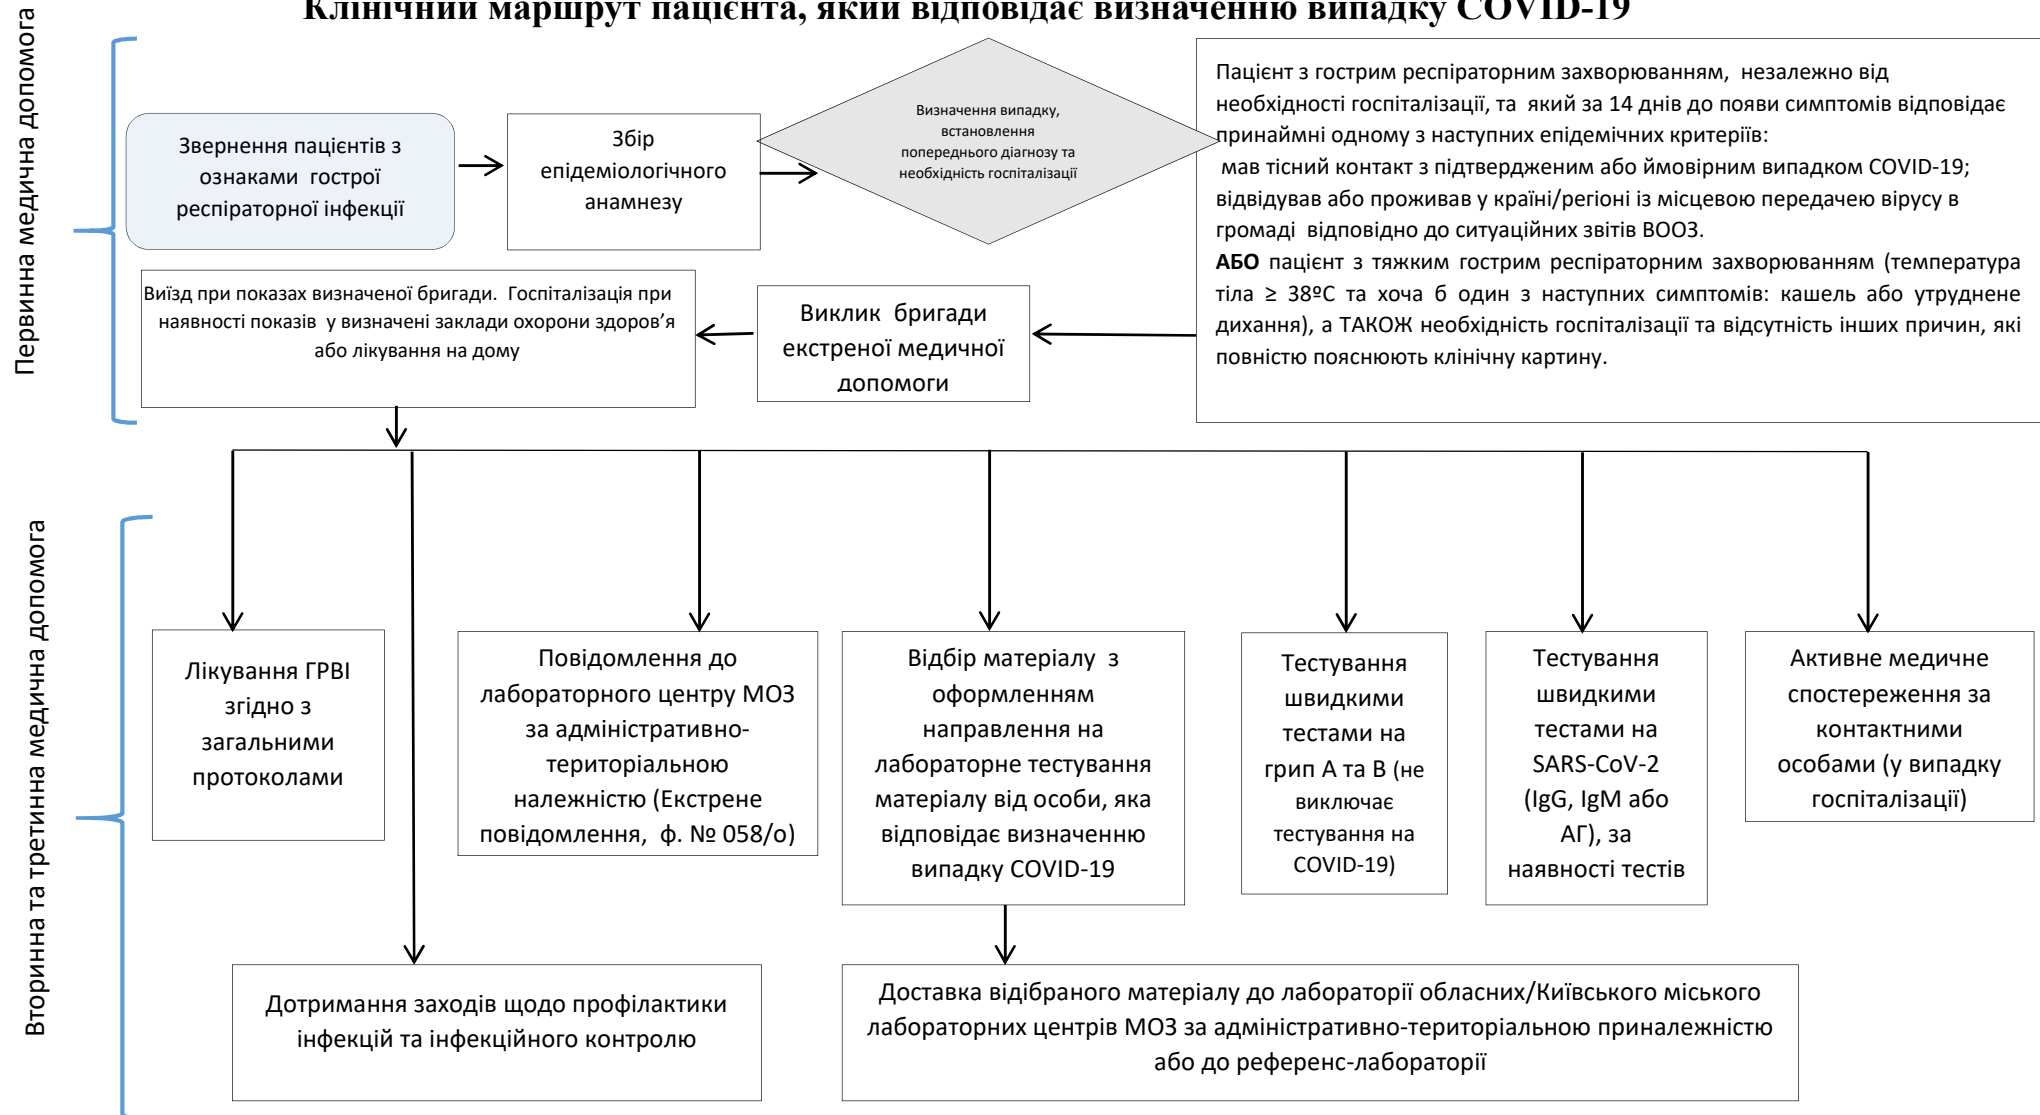 Клінічний маршрут пацієнта, який відповідає визначенню випадку COVID-19
Первинна медична допомога
Звернення пацієнтів з
ознаками гострої
респіраторної інфекції
Збір
епідеміологічного
анамнезу
Визначення випадку,
встановлення
попереднього діагнозу та
необхідність госпіталізації
Пацієнт з гострим респіраторним захворюванням, незалежно від
необхідності госпіталізації, та який за 14 днів до появи симптомів відповідає
принаймні одному з наступних епідемічних критеріїв:
мав тісний контакт з підтвердженим або ймовірним випадком COVID-19;
відвідував або проживав у країні/регіоні із місцевою передачею вірусу в
громаді відповідно до ситуаційних звітів ВООЗ.
АБО пацієнт з тяжким гострим респіраторним захворюванням (температура
тіла ≥ 38ºС та хоча б один з наступних симптомів: кашель або утруднене
дихання), а ТАКОЖ необхідність госпіталізації та відсутність інших причин, які
повністю пояснюють клінічну картину.
Виклик бригади
екстреної медичної
допомоги
Виїзд при показах визначеної бригади. Госпіталізація при
наявності показів у визначені заклади охорони здоров’я
або лікування на дому
Вторинна та третинна медична допомога
Лікування ГРВІ
згідно з
загальними
протоколами
Повідомлення до
лабораторного центру МОЗ
за адміністративно-
територіальною
належністю (Екстрене
повідомлення, ф. № 058/о)
Відбір матеріалу з
оформленням
направлення на
лабораторне тестування
матеріалу від особи, яка
відповідає визначенню
випадку COVID-19
Тестування
швидкими
тестами на
грип А та В (не
виключає
тестування на
COVID-19)
Тестування
швидкими
тестами на
SARS-CoV-2
(IgG, IgM або
АГ), за
наявності тестів
Активне медичне
спостереження за
контактними
особами (у випадку
госпіталізації)
Дотримання заходів щодо профілактики
інфекцій та інфекційного контролю
Доставка відібраного матеріалу до лабораторії обласних/Київського міського
лабораторних центрів МОЗ за адміністративно-територіальною приналежністю
або до референс-лабораторії